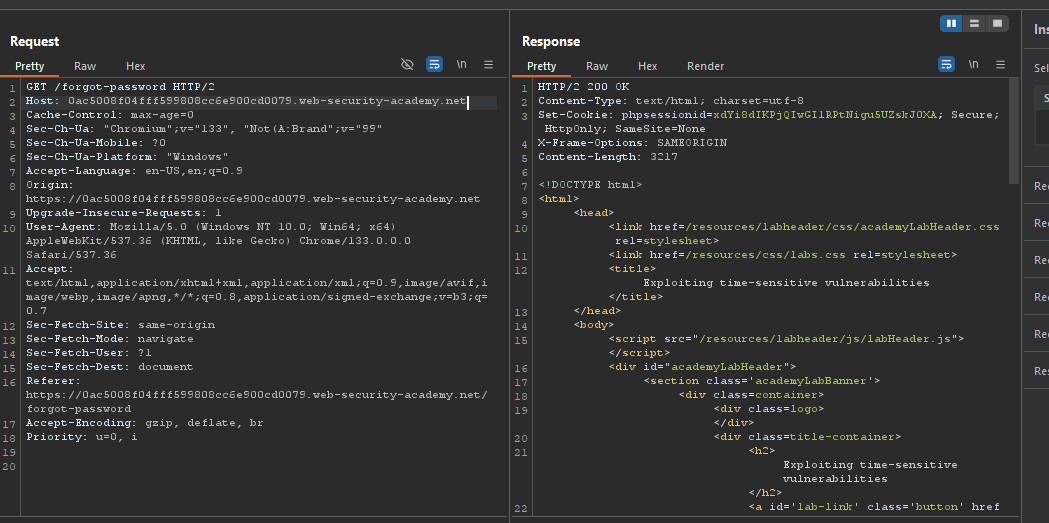 Request
Pretty Raw Hex
\n
1 GET /forgot-password HTTP/2
2 Host: 0ac5008f04fff599808cc6e900cd0079.web-security-academy.net
3 Cache-Control: max-age=0
4 Sec-Ch-Ua: "Chromium";v="133", "Not(A:Brand";v="99"
5 Sec-Ch-Ua-Mobile: ?0
6 Sec-Ch-Ua-Platform: "Windows"
7 Accept-Language: en-US,en;q=0.9
8 Origin:
https://0ac5008f04fff599808cc6e900cd0079.web-security-academy.net
9 Upgrade-Insecure-Requests: 1
10 User-Agent: Mozilla/5.0 (Windows NT 10.0; Win64; x64)
AppleWebKit/537.36 (KHTML, like Gecko) Chrome/133.0.0.0
Safari/537.36
11 Accept:
text/html,application/xhtml+xml,application/xml;q=0.9,image/avif,i
mage/webp,image/apng,*/*;q=0.8,application/signed-exchange;v=b3;q=
0.7
12 Sec-Fetch-Site: same-origin
13 Sec-Fetch-Mode: navigate
14 Sec-Fetch-User: ?1
15 Sec-Fetch-Dest: document
16 Referer:
https://0ac5008f04fff599808cc6e900cd0079.web-security-academy.net/
forgot-password
17 Accept-Encoding: gzip, deflate, br
18 Priority: u=0, i
19
20
Response
Pretty Raw Hex Render
\n
1 HTTP/2 200 OK
2 Content-Type: text/html; charset=utf-8
3 Set-Cookie: phpsessionid=xdYi8dIKPjQIwGI1RPtNigu5UZskJOXA; Secure;
HttpOnly; SameSite=None
4 X-Frame-Options: SAMEORIGIN
5 Content-Length: 3217
6
7 <!DOCTYPE html>
8 <html>
9 <head>
10 <link href=/resources/labheader/css/academyLabHeader.css
rel=stylesheet>
11 <link href=/resources/css/labs.css rel=stylesheet>
12 <title>
Exploiting time-sensitive vulnerabilities
</title>
13 </head>
14 <body>
15 <script src="/resources/labheader/js/labHeader.js">
</script>
16 <div id="academyLabHeader">
17 <section class='academyLabBanner'>
18 <div class=container>
19 <div class=logo>
</div>
20 <div class=title-container>
21 <h2>
Exploiting time-sensitive
vulnerabilities
</h2>
22 <a id='lab-link' class='button' href
Ins
Sel
S
Rec
Rec
Rec
Rec
Rec
Res